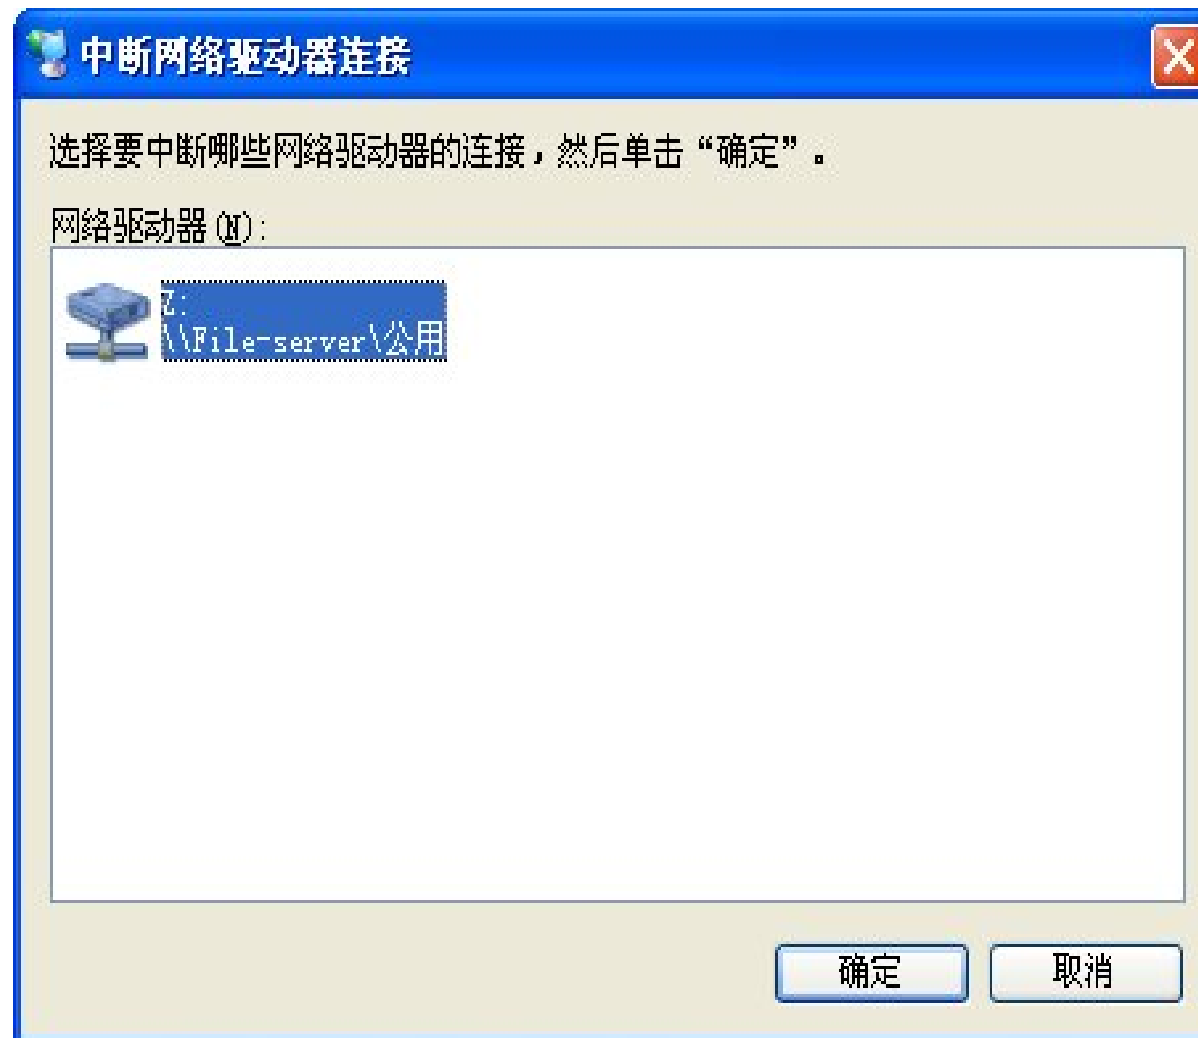 中断网络驱动器连接
选择要中断哪些网络驱动器的连接，然后单击“确定”。
网络驱动器(N):
Z:
\\File-server\公用
确定
取消